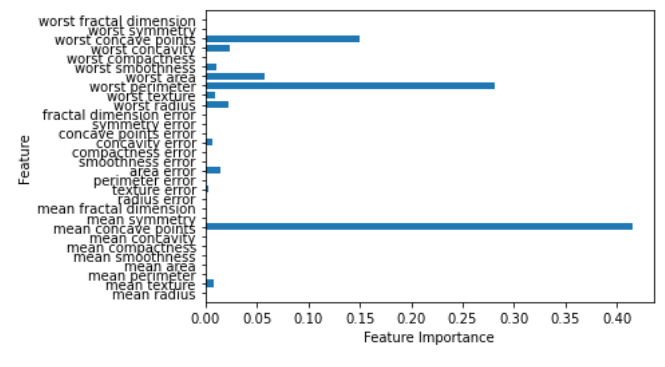 worst fractal dimension
worst symmetry
worst concave points
worst concavity
worst compactness
worst smoothness
worst area
worst perimeter
worst texture
worst radius
fractal dimension error
symmetry error
concave points error
concavity error
compactness error
smoothness error
area error
perimeter error
texture error
radius error
mean fractal dimension
mean symmetry
mean concave points
mean concavity
mean compactness
mean smoothness
mean area
mean perimeter
mean texture
mean radius
Feature
0.00 0.05 0.10 0.15 0.20 0.25 0.30 0.35 0.40
Feature Importance